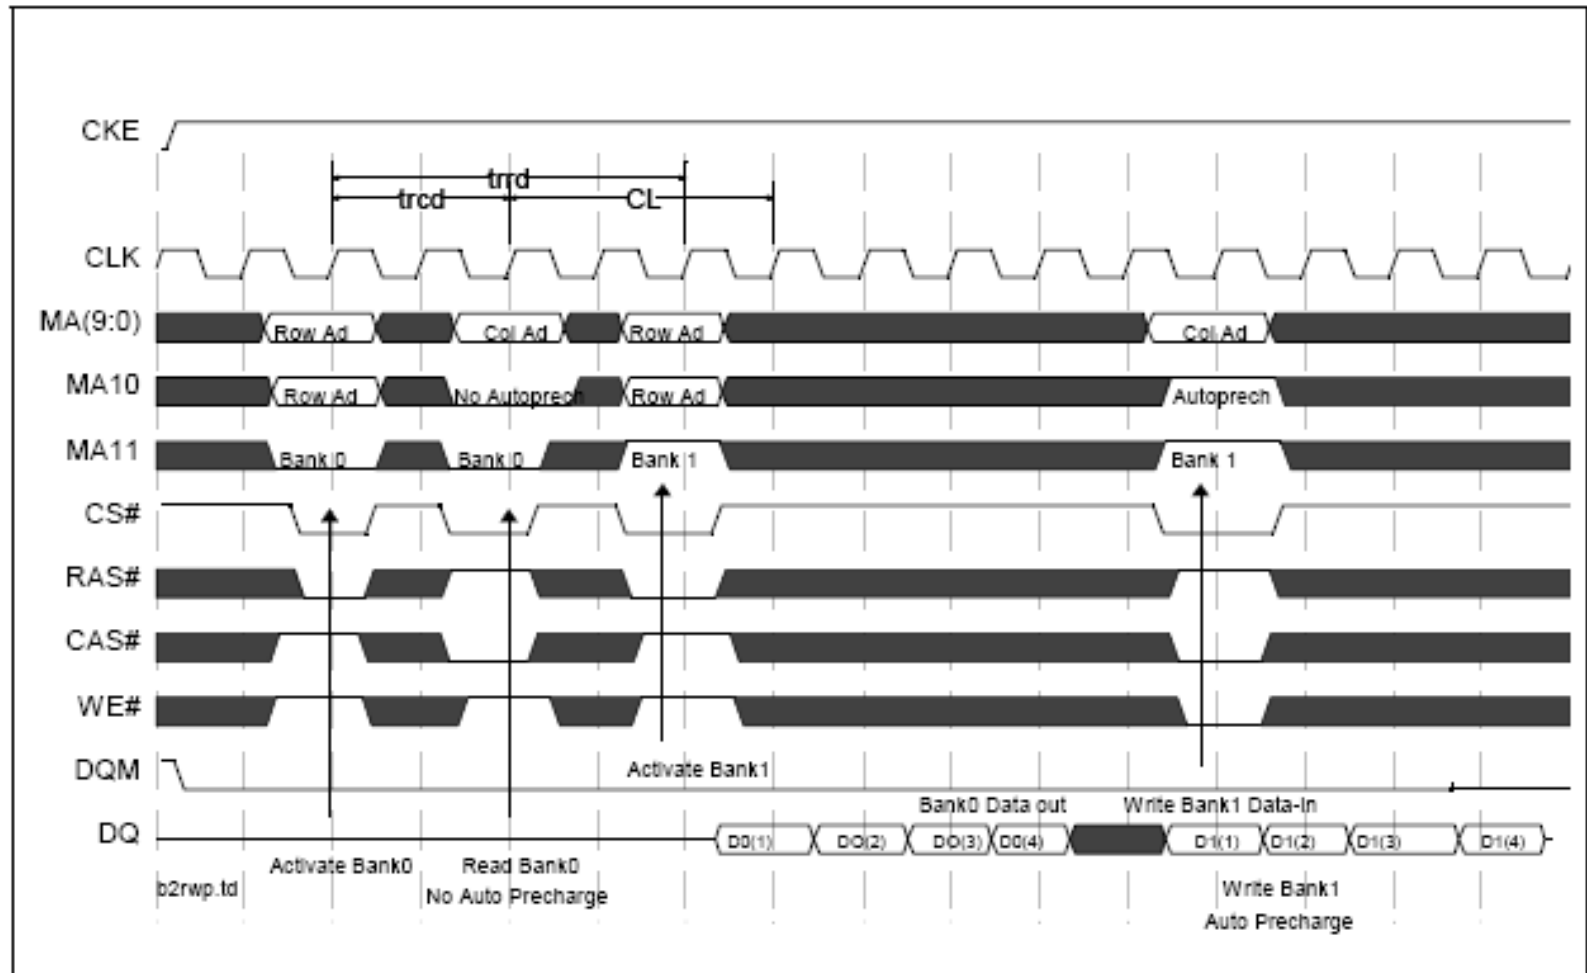 CKE
trrd
trcd CL
CLK
MA(9:0) Row Ad Col Ad Row Ad Col Ad
MA10 Row Ad No Autoprech Row Ad Autoprech
MA11 Bank 0 Bank 0 Bank 1 Bank 1
CS#
RAS#
CAS#
WE#
DQM Activate Bank1
Bank0 Data out Write Bank1 Data-In
DQ D0(1) DO(2) DO(3) D0(4) D1(1) D1(2) D1(3) D1(4)
Activate Bank0 Read Bank0
b2rwp.td No Auto Precharge Write Bank1
Auto Precharge